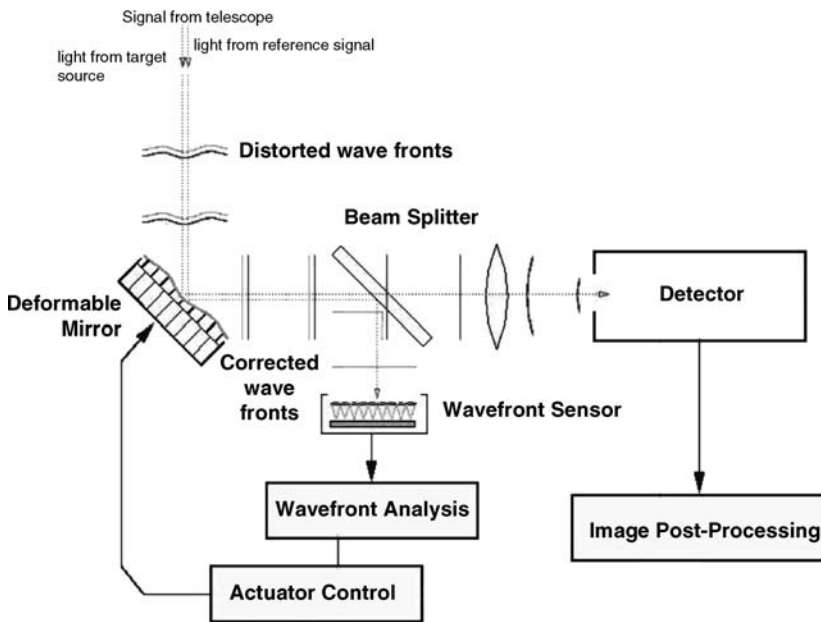 Signal from telescope
light from reference signal
light from target
source
Distorted wave fronts
Beam Splitter
Deformable
Mirror
Detector
Corrected
wave
fronts
Wavefront Sensor
Wavefront Analysis
Image Post-Processing
Actuator Control